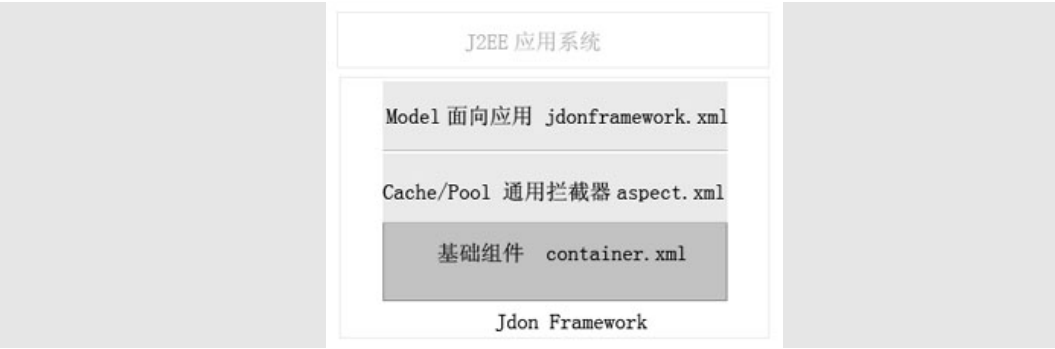 J2EE 应用系统
Model 面向应用 jdonframework.xml
Cache/Pool 通用拦截器 aspect.xml
基础组件 container.xml
Jdon Framework